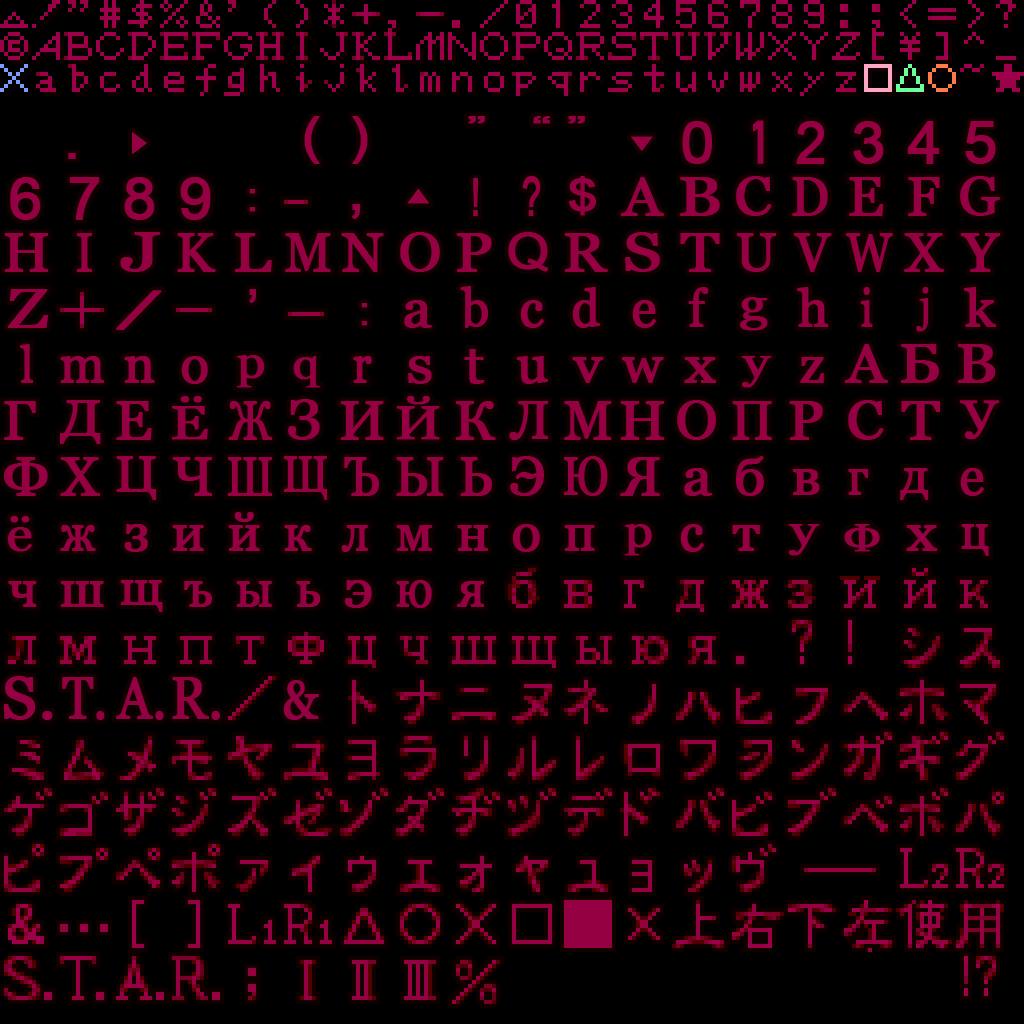 △/"#$%&'()*+,-./0123456789:;<=>?
©ABCDEFGHIJKLMNOPQRSTUVWXYZ[¥]^_
×abcdefghijklmnopqrstuvwxyz□△○~★
. ▶ ( ) " “ ” ▼ 0 1 2 3 4 5
6 7 8 9 : – , ▲ ! ? $ A B C D E F G
H I J K L M N O P Q R S T U V W X Y
Z + / – ' – : a b c d e f g h i j k
l m n o p q r s t u v w x y z А Б В
Г Д Е Ё Ж З И Й К Л М Н О П Р С Т У
Ф Х Ц Ч Ш Щ Ъ Ы Ь Э Ю Я а б в г д е
ё ж з и й к л м н о п р с т у ф х ц
ч ш щ ъ ы ь э ю я б в г д ж з и й к
л м н п т ф ц ч ш щ ы ю я . ? ! シ ス
S.T.A.R./ & ト ナ ニ ヌ ネ ノ ハ ヒ フ ヘ ホ マ
ミ ム メ モ ヤ ユ ヨ ラ リ ル レ ロ ワ ヲ ン ガ ギ グ
ゲ ゴ ザ ジ ズ ゼ ゾ ダ ヂ ヅ デ ド バ ビ ブ ベ ボ パ
ピ プ ペ ポ ァ ィ ゥ ェ ォ ャ ュ ョ ッ ヴ — L2 R2
& … [ ] L1 R1 △ ○ × □ ■ × 上 右 下 左 使 用
S.T.A.R. ; Ⅰ Ⅱ Ⅲ % !?